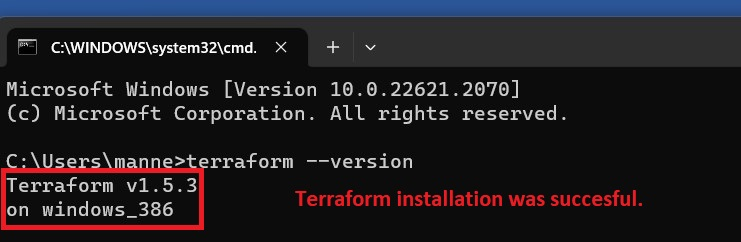 C:\WINDOWS\system32\cmd.
Microsoft Windows [Version 10.0.22621.2070]
(c) Microsoft Corporation. All rights reserved.
C:\Users\manne>terraform --version
Terraform v1.5.3
on windows_386
Terraform installation was succesful.